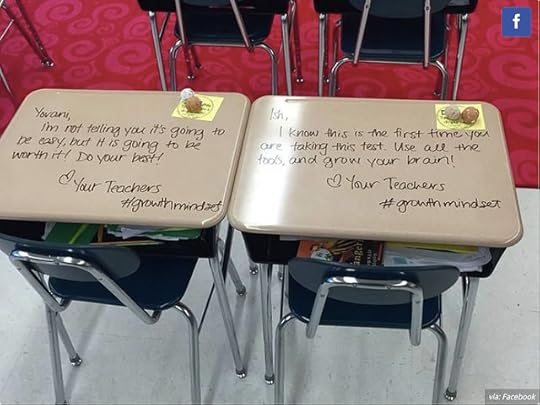 f
Yovani,
I'm not telling you it's going to
be easy, but it is going to be
worth it! Do your best!
♡ Your Teachers
#growthmindset
Ish,
I know this is the first time you
are taking this test. Use all the
tools, and grow your brain!
♡ Your Teachers
#growthmindset
via: Facebook